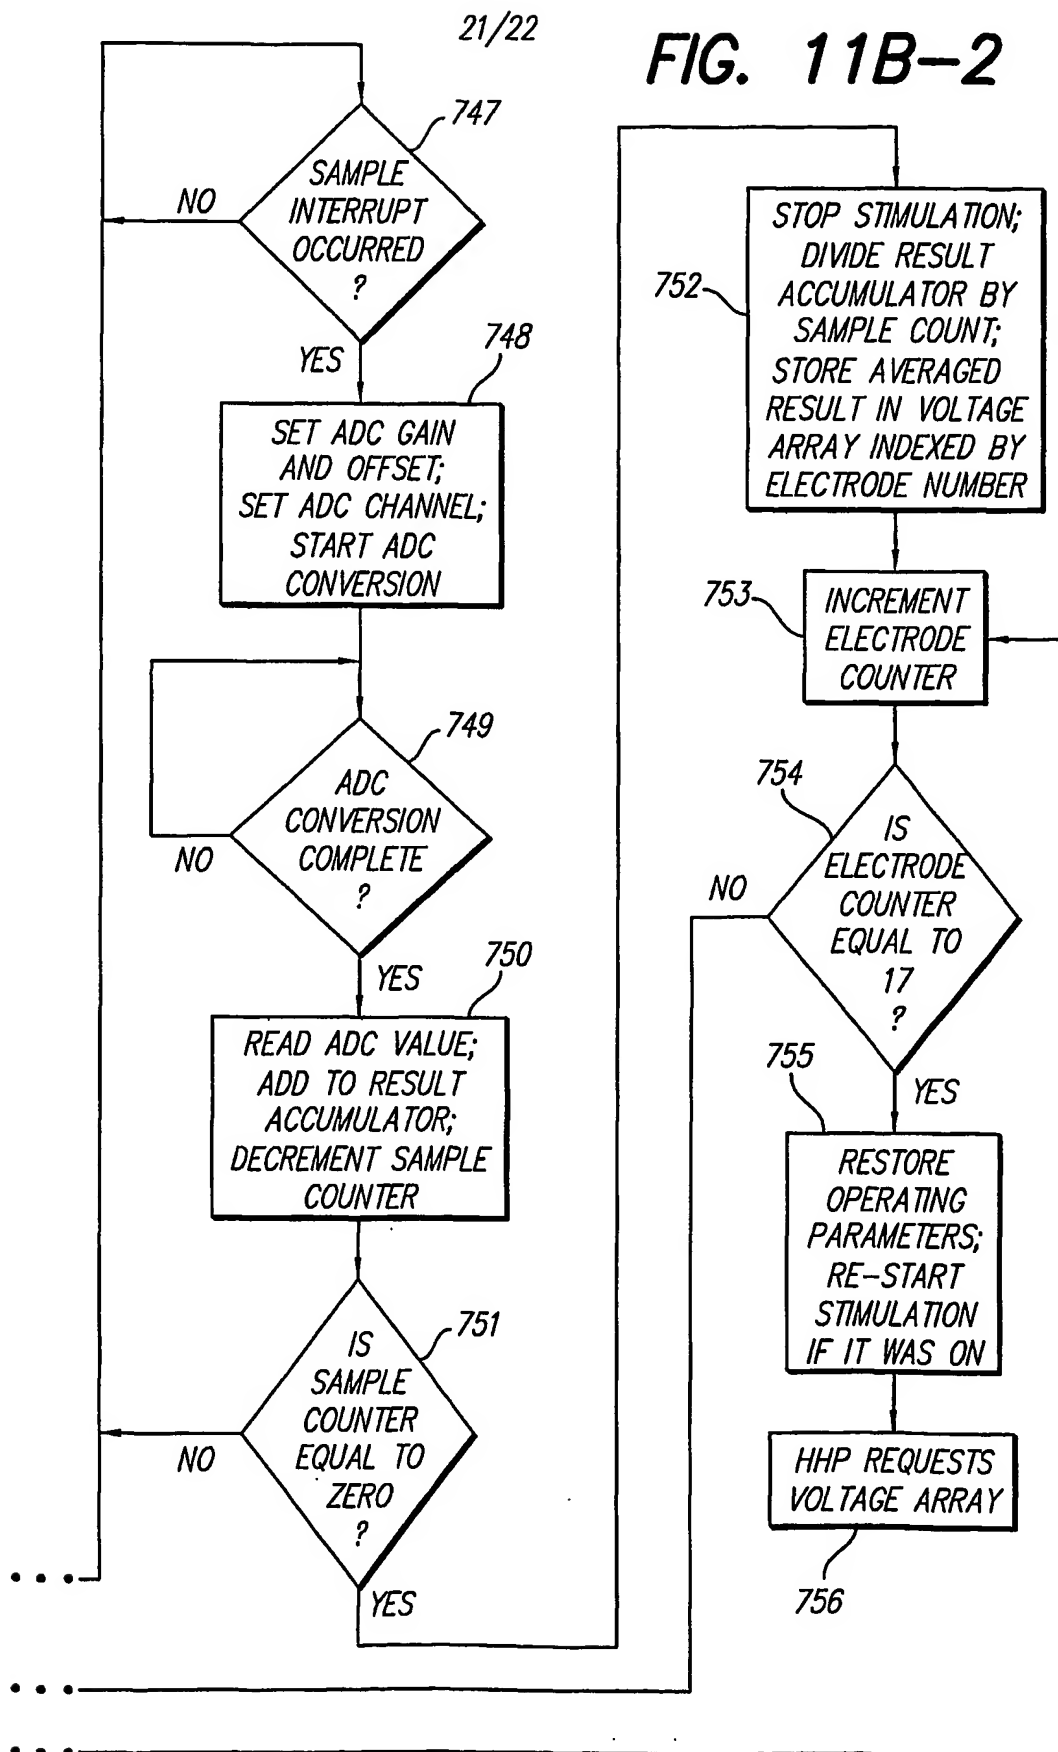 21/22
FIG. 11B-2
747
SAMPLE
INTERRUPT
OCCURRED
?
NO
YES
748
SET ADC GAIN
AND OFFSET;
SET ADC CHANNEL;
START ADC
CONVERSION
749
ADC
CONVERSION
COMPLETE
?
NO
YES
750
READ ADC VALUE;
ADD TO RESULT
ACCUMULATOR;
DECREMENT SAMPLE
COUNTER
751
IS
SAMPLE
COUNTER
EQUAL TO
ZERO
?
NO
YES
752
STOP STIMULATION;
DIVIDE RESULT
ACCUMULATOR BY
SAMPLE COUNT;
STORE AVERAGED
RESULT IN VOLTAGE
ARRAY INDEXED BY
ELECTRODE NUMBER
753
INCREMENT
ELECTRODE
COUNTER
754
IS
ELECTRODE
COUNTER
EQUAL TO
17
?
NO
YES
755
RESTORE
OPERATING
PARAMETERS;
RE-START
STIMULATION
IF IT WAS ON
HHP REQUESTS
VOLTAGE ARRAY
756